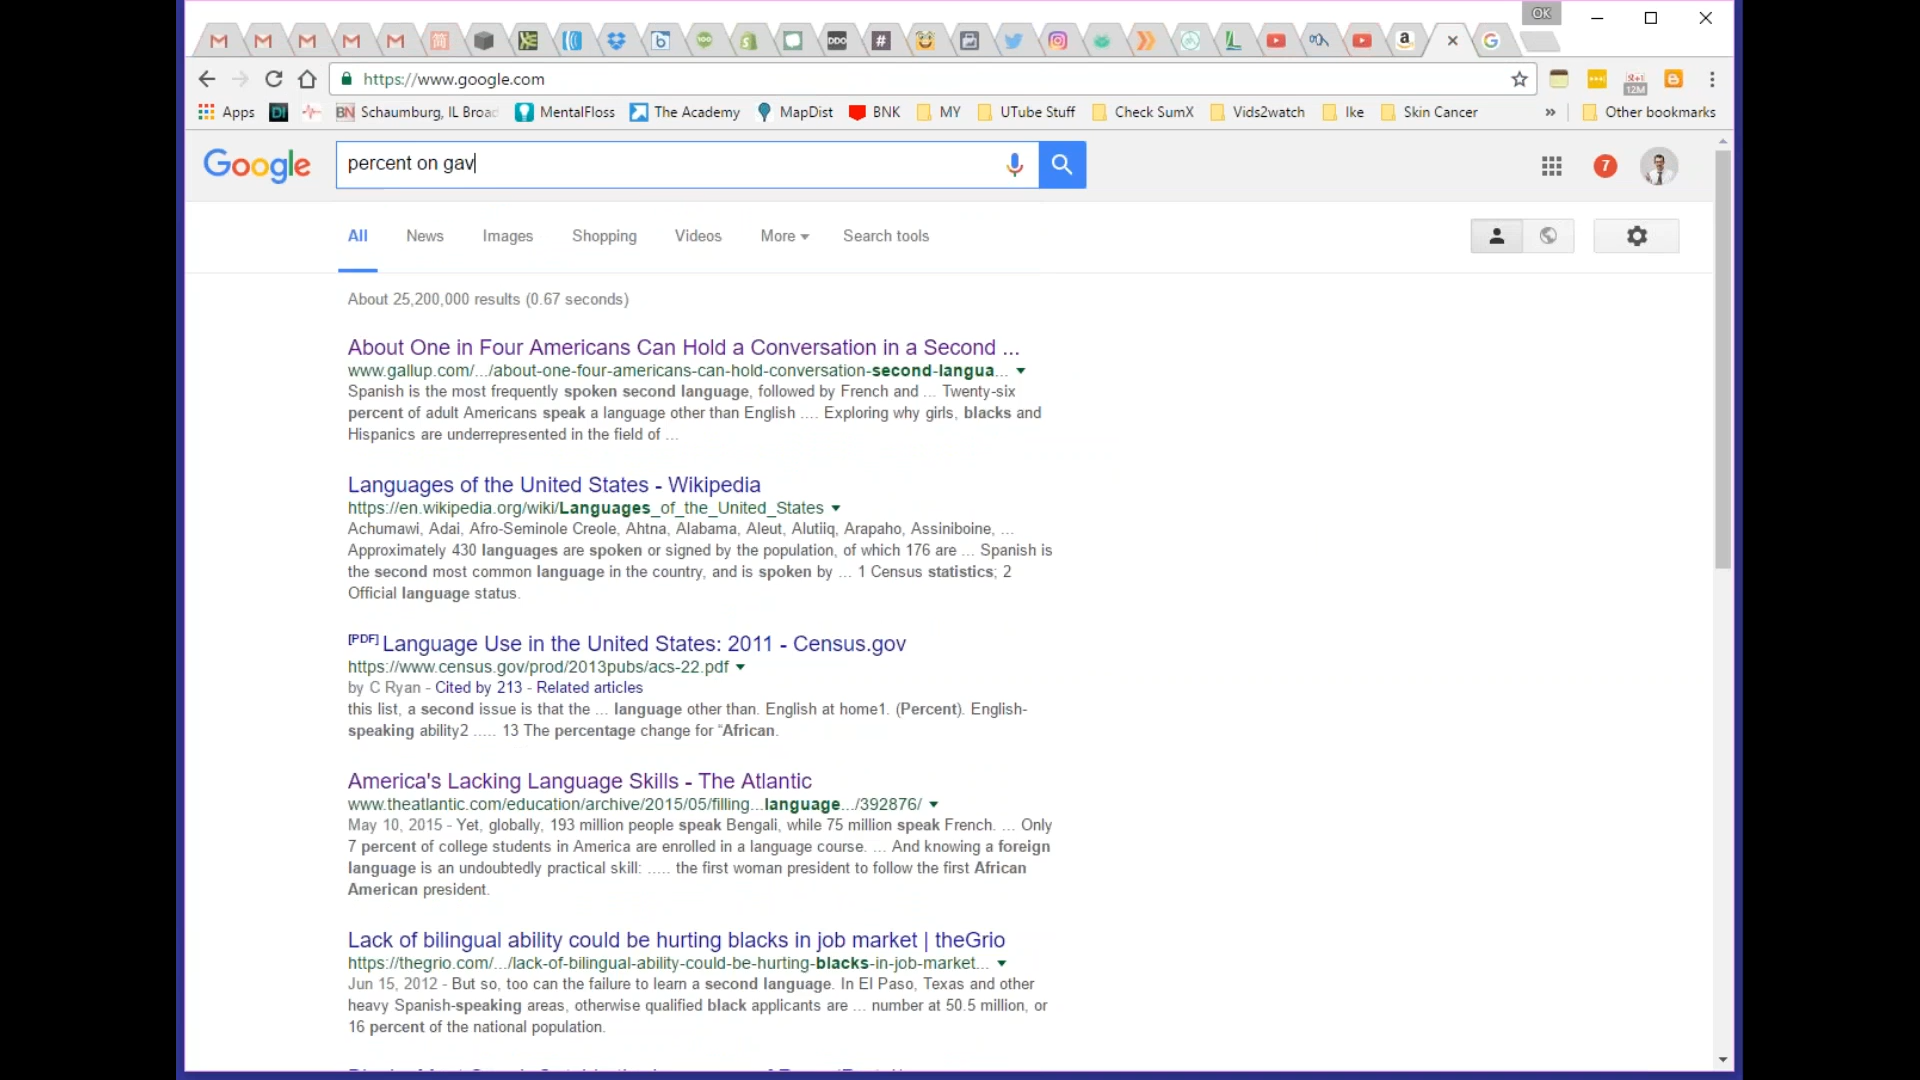 OK
https://www.google.com
Apps DI BN Schaumburg, IL Broad MentalFloss The Academy MapDist BNK MY UTube Stuff Check SumX Vids2watch Ike Skin Cancer » Other bookmarks
Google percent on gav 7
All News Images Shopping Videos More Search tools
About 25,200,000 results (0.67 seconds)
About One in Four Americans Can Hold a Conversation in a Second ...
www.gallup.com/.../about-one-four-americans-can-hold-conversation-second-langua...
Spanish is the most frequently spoken second language, followed by French and ... Twenty-six
percent of adult Americans speak a language other than English .... Exploring why girls, blacks and
Hispanics are underrepresented in the field of ...
Languages of the United States - Wikipedia
https://en.wikipedia.org/wiki/Languages_of_the_United_States
Achumawi, Adai, Afro-Seminole Creole, Ahtna, Alabama, Aleut, Alutiiq, Arapaho, Assiniboine, ...
Approximately 430 languages are spoken or signed by the population, of which 176 are ... Spanish is
the second most common language in the country, and is spoken by ... 1 Census statistics; 2
Official language status.
[PDF] Language Use in the United States: 2011 - Census.gov
https://www.census.gov/prod/2013pubs/acs-22.pdf
by C Ryan - Cited by 213 - Related articles
this list, a second issue is that the ... language other than. English at home1. (Percent). English-
speaking ability2 ..... 13 The percentage change for “African.
America's Lacking Language Skills - The Atlantic
www.theatlantic.com/education/archive/2015/05/filling...language.../392876/
May 10, 2015 - Yet, globally, 193 million people speak Bengali, while 75 million speak French. ... Only
7 percent of college students in America are enrolled in a language course. ... And knowing a foreign
language is an undoubtedly practical skill: ..... the first woman president to follow the first African
American president.
Lack of bilingual ability could be hurting blacks in job market | theGrio
https://thegrio.com/.../lack-of-bilingual-ability-could-be-hurting-blacks-in-job-market...
Jun 15, 2012 - But so, too can the failure to learn a second language. In El Paso, Texas and other
heavy Spanish-speaking areas, otherwise qualified black applicants are ... number at 50.5 million, or
16 percent of the national population.